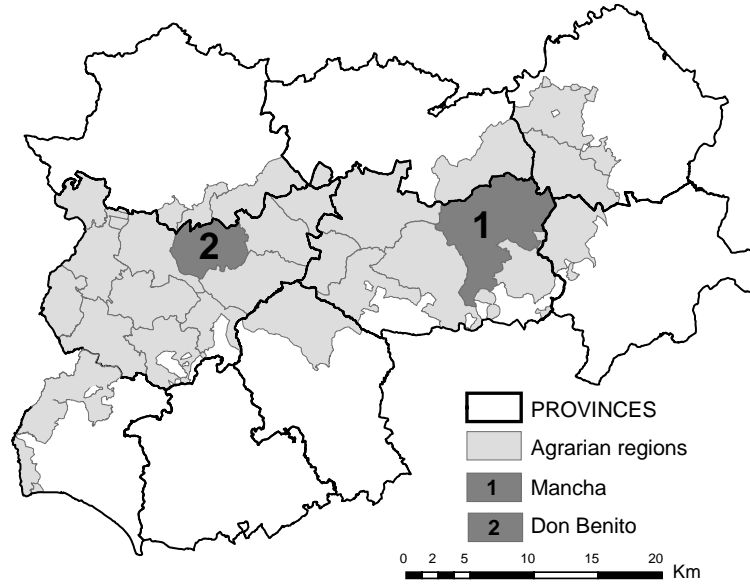 1
2
PROVINCES
Agrarian regions
1 Mancha
2 Don Benito
0 2 5 10 15 20
Km